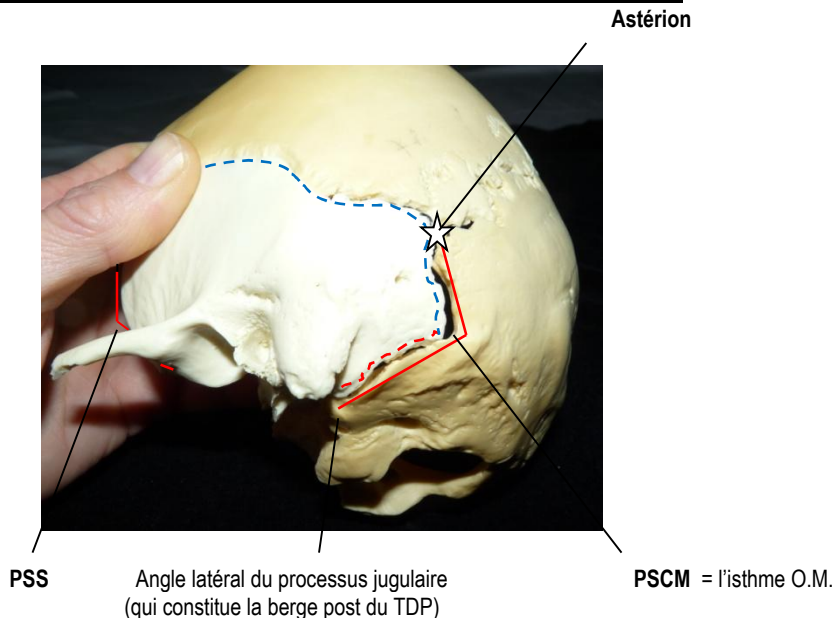 Astérion
PSS
Angle latéral du processus jugulaire
(qui constitue la berge post du TDP)
PSCM = l'isthme O.M.